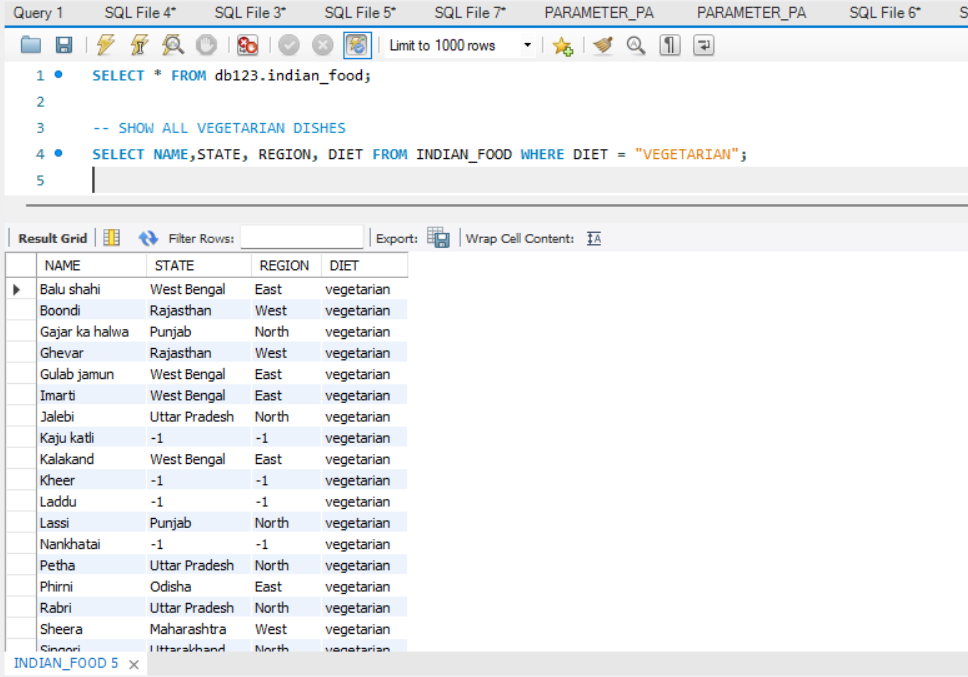 Query 1 SQL File 4* SQL File 3* SQL File 5* SQL File 7* PARAMETER_PA PARAMETER_PA SQL File 6* S
Limit to 1000 rows
1 SELECT * FROM db123.indian_food;
2
3 -- SHOW ALL VEGETARIAN DISHES
4 SELECT NAME,STATE, REGION, DIET FROM INDIAN_FOOD WHERE DIET = "VEGETARIAN";
5
Result Grid Filter Rows: Export: Wrap Cell Content: IA
NAME STATE REGION DIET
Balu shahi West Bengal East vegetarian
Boondi Rajasthan West vegetarian
Gajar ka halwa Punjab North vegetarian
Ghevar Rajasthan West vegetarian
Gulab jamun West Bengal East vegetarian
Imarti West Bengal East vegetarian
Jalebi Uttar Pradesh North vegetarian
Kaju katli -1 -1 vegetarian
Kalakand West Bengal East vegetarian
Kheer -1 -1 vegetarian
Laddu -1 -1 vegetarian
Lassi Punjab North vegetarian
Nankhatai -1 -1 vegetarian
Petha Uttar Pradesh North vegetarian
Phirni Odisha East vegetarian
Rabri Uttar Pradesh North vegetarian
Sheera Maharashtra West vegetarian
Singori Uttarakhand North vegetarian
INDIAN_FOOD 5